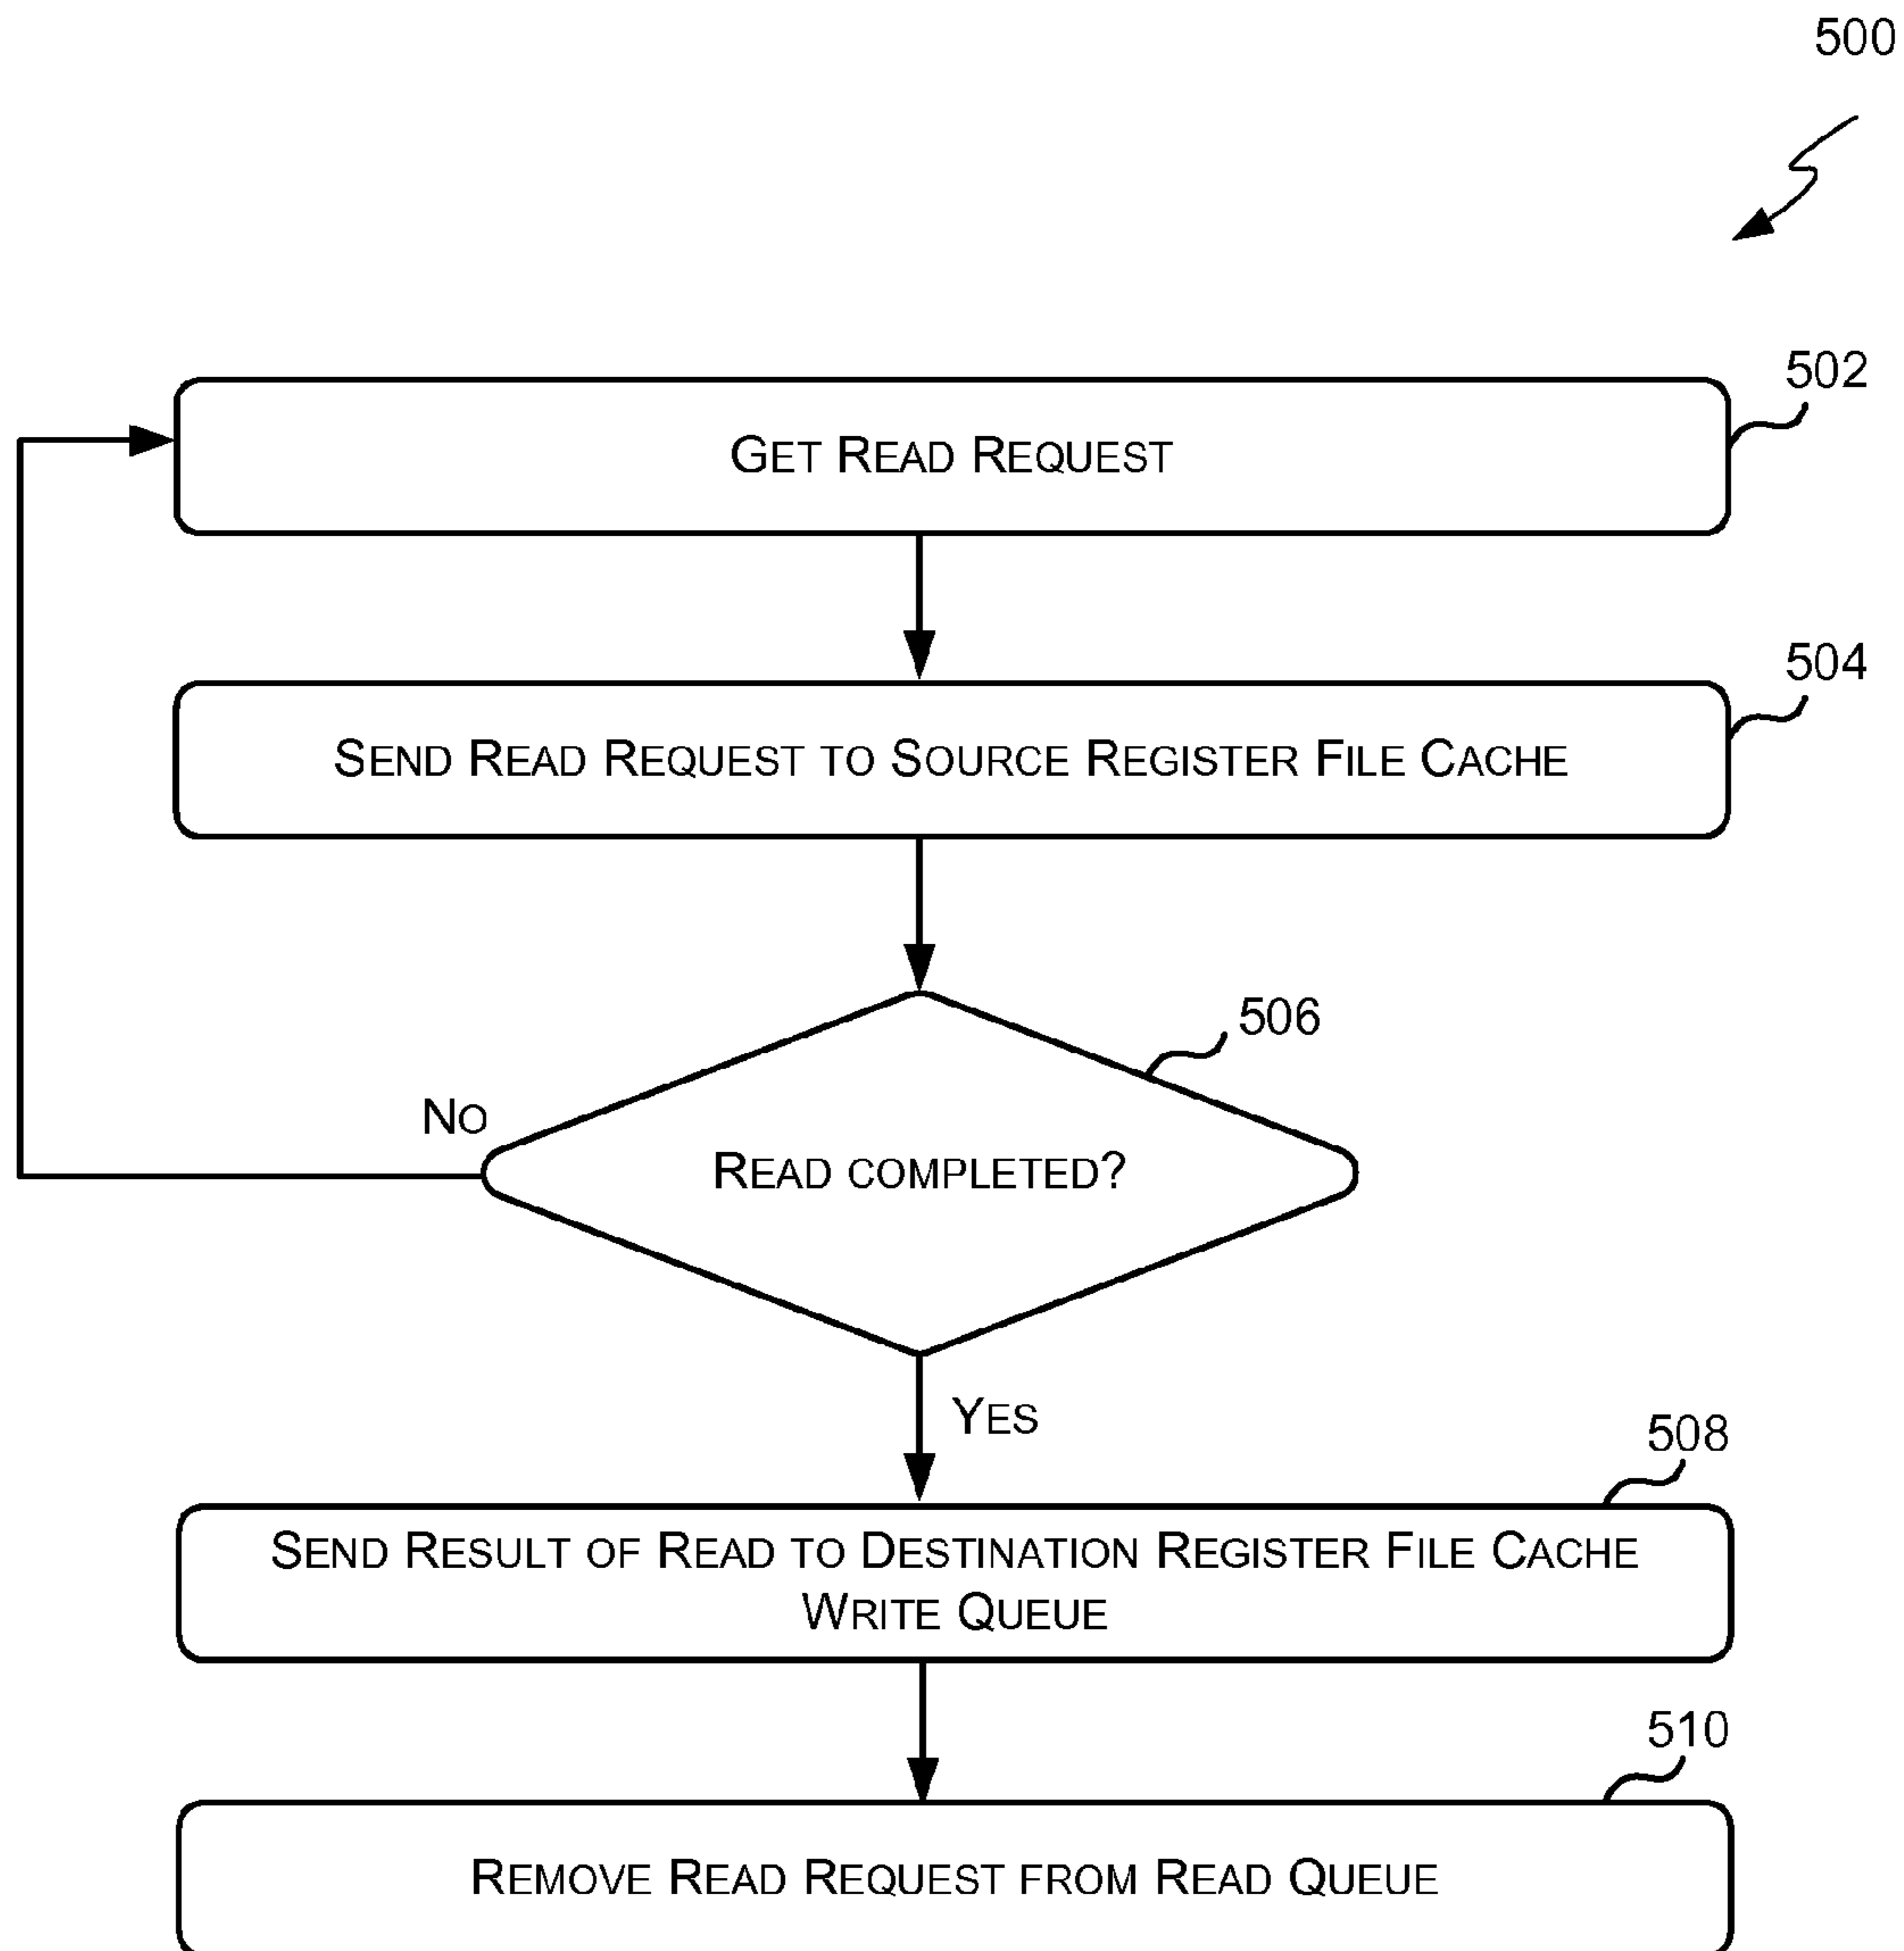 500
502
GET READ REQUEST
504
SEND READ REQUEST TO SOURCE REGISTER FILE CACHE
506
NO
READ COMPLETED?
YES
508
SEND RESULT OF READ TO DESTINATION REGISTER FILE CACHE
WRITE QUEUE
510
REMOVE READ REQUEST FROM READ QUEUE